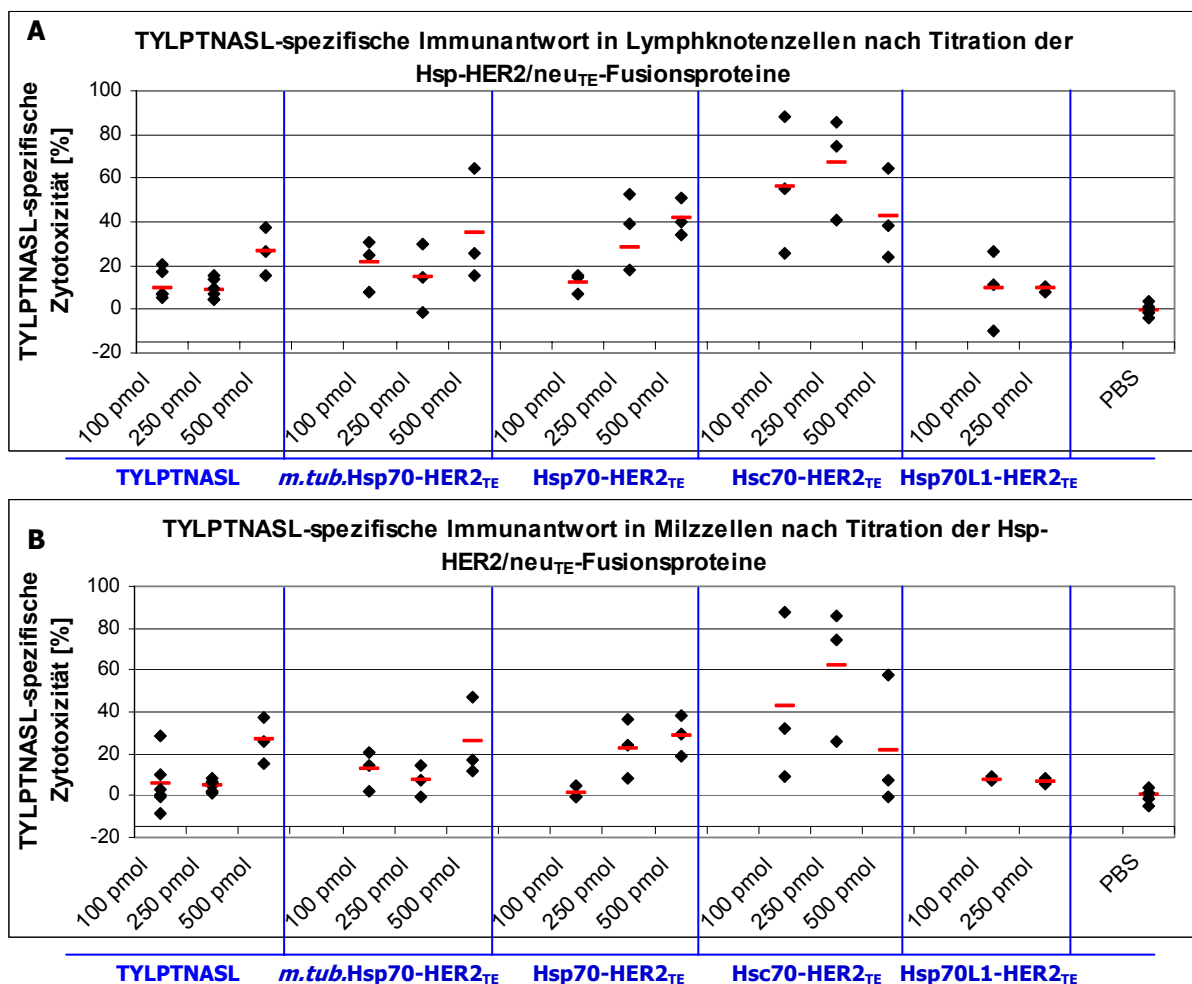 A
TYLPTNASL-spezifische Immunantwort in Lymphknotenzellen nach Titration der
Hsp-HER2/neuTE-Fusionsproteine
TYLPTNASL-spezifische
Zytotoxizität [%]
100
80
60
40
20
0
-20
100 pmol
250 pmol
500 pmol
100 pmol
250 pmol
500 pmol
100 pmol
250 pmol
500 pmol
100 pmol
250 pmol
500 pmol
100 pmol
250 pmol
PBS
TYLPTNASL
m.tub.Hsp70-HER2TE
Hsp70-HER2TE
Hsc70-HER2TE
Hsp70L1-HER2TE
B
TYLPTNASL-spezifische Immunantwort in Milzzellen nach Titration der Hsp-
HER2/neuTE-Fusionsproteine
TYLPTNASL-spezifische
Zytotoxizität [%]
100
80
60
40
20
0
-20
100 pmol
250 pmol
500 pmol
100 pmol
250 pmol
500 pmol
100 pmol
250 pmol
500 pmol
100 pmol
250 pmol
500 pmol
100 pmol
250 pmol
PBS
TYLPTNASL
m.tub.Hsp70-HER2TE
Hsp70-HER2TE
Hsc70-HER2TE
Hsp70L1-HER2TE